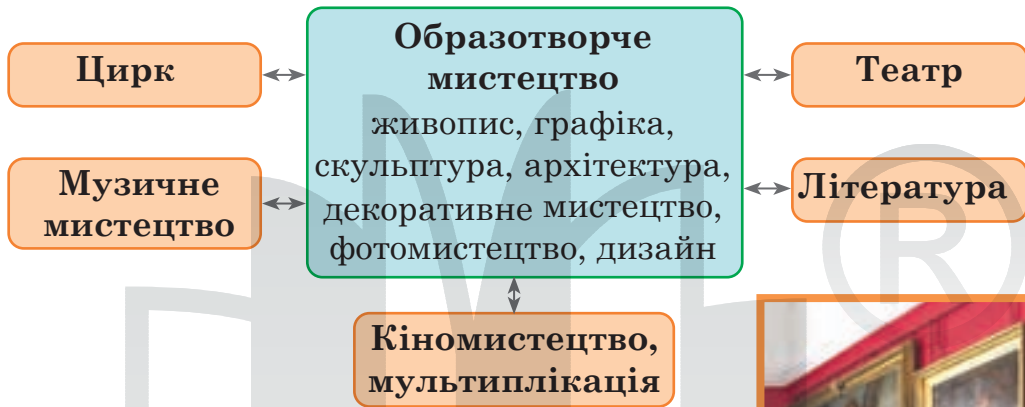 Цирк
Образотворче
мистецтво
живопис, графіка,
скульптура, архітектура,
декоративне мистецтво,
фотомистецтво, дизайн
Театр
Музичне
мистецтво
Література
Кіномистецтво,
мультиплікація
®